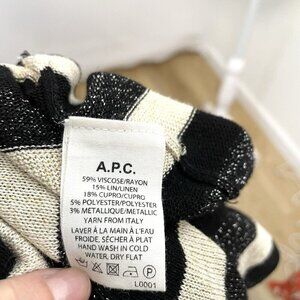 A.P.C.
59% VISCOSE/RAYON
15% LIN/LINEN
18% CUPRO/CUPRO
5% POLYESTER/POLYESTER
3% METALLIQUE/METALLIC
YARN FROM ITALY
LAVER À LA MAIN À L'EAU
FROIDE, SÉCHER À PLAT
HAND WASH IN COLD
WATER, DRY FLAT
L0001